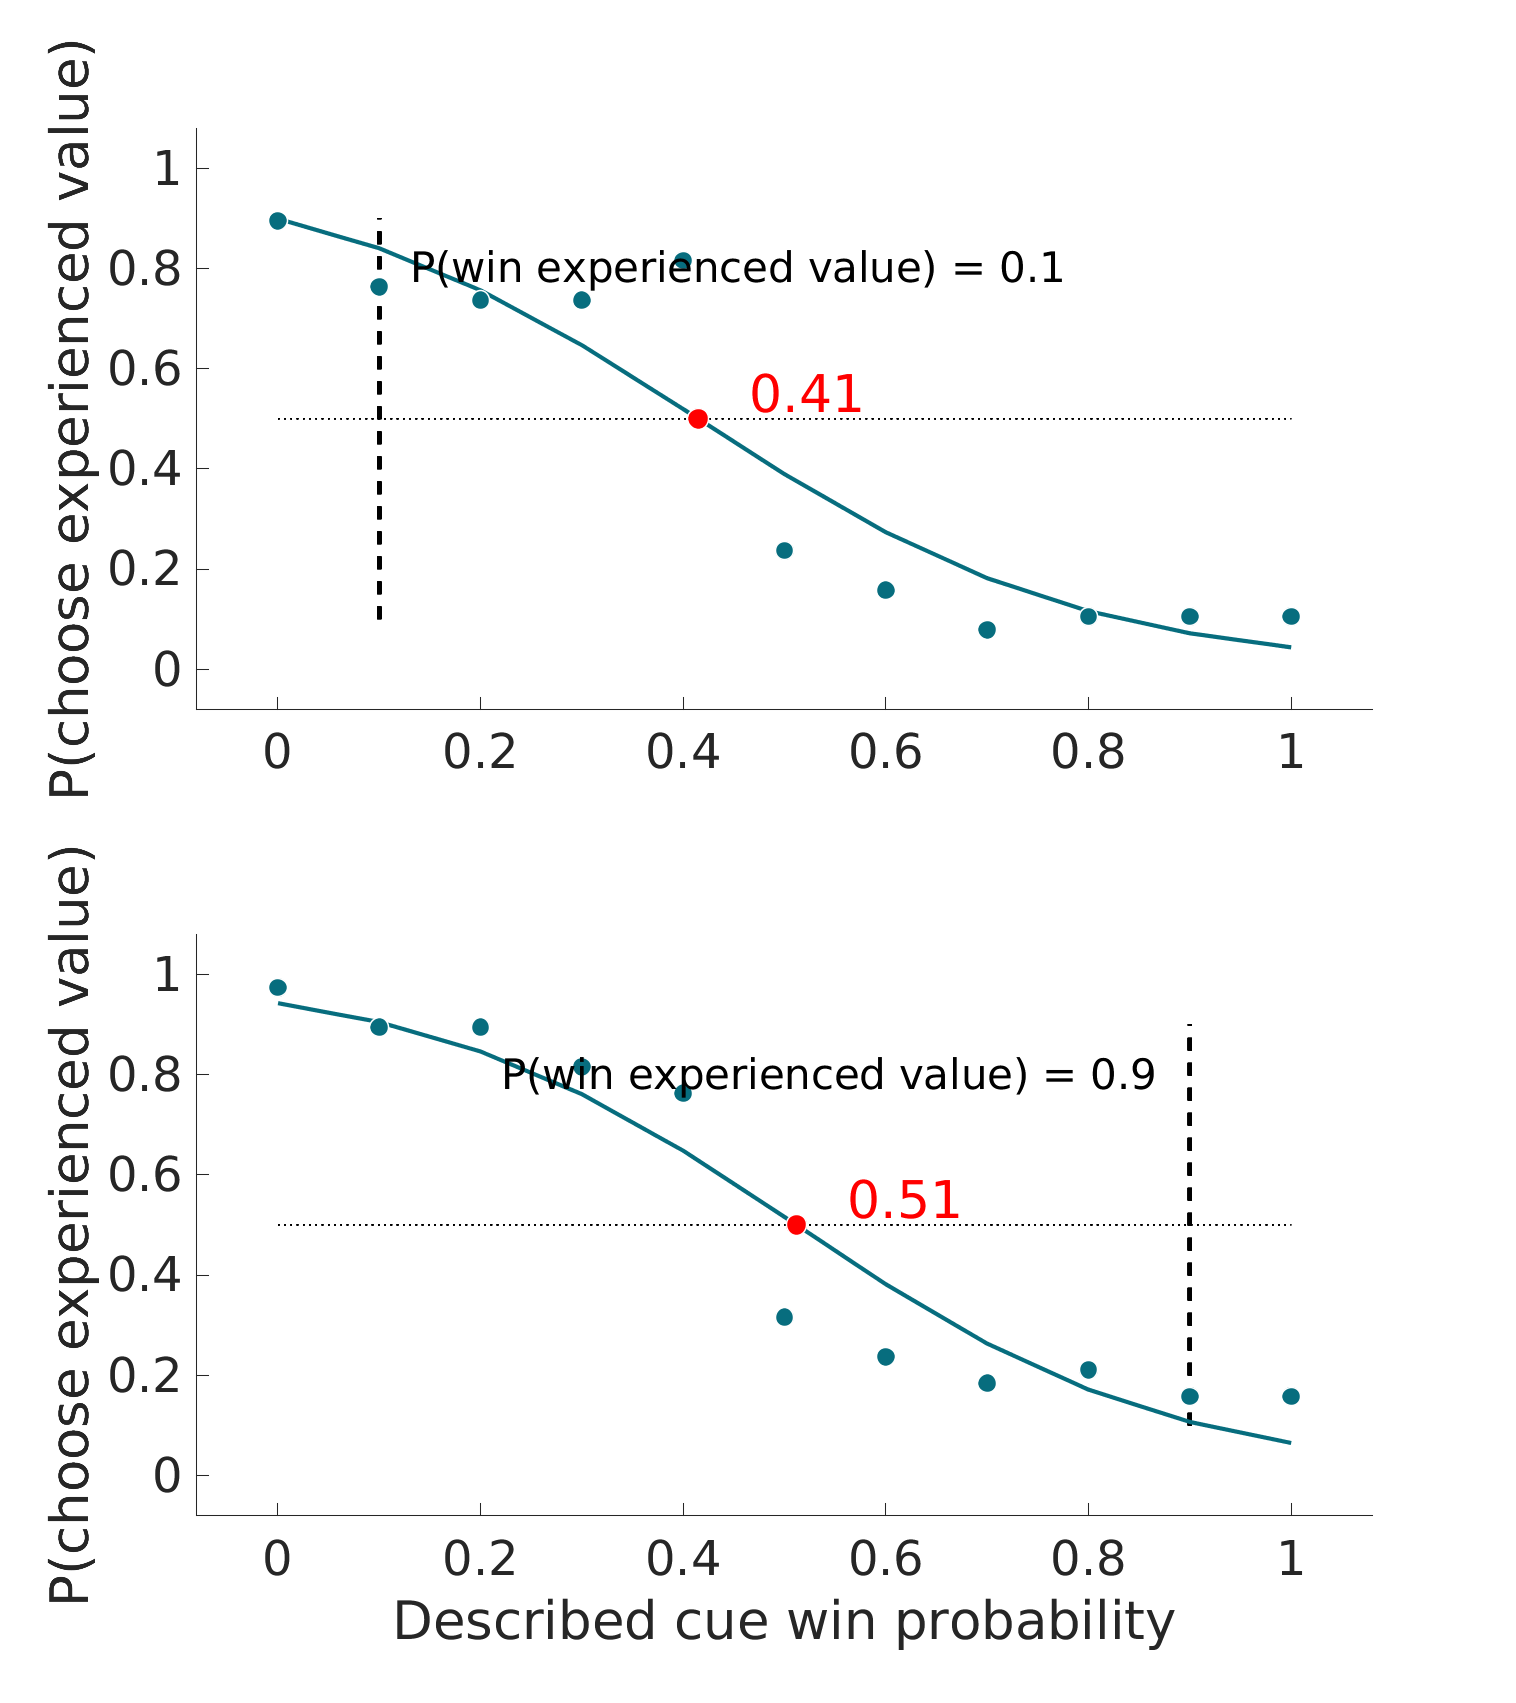 P(choose experienced value)
1
0.8
0.6
0.4
0.2
0
P(win experienced value) = 0.1
0.41
0 0.2 0.4 0.6 0.8 1
P(choose experienced value)
1
0.8
0.6
0.4
0.2
0
P(win experienced value) = 0.9
0.51
0 0.2 0.4 0.6 0.8 1
Described cue win probability